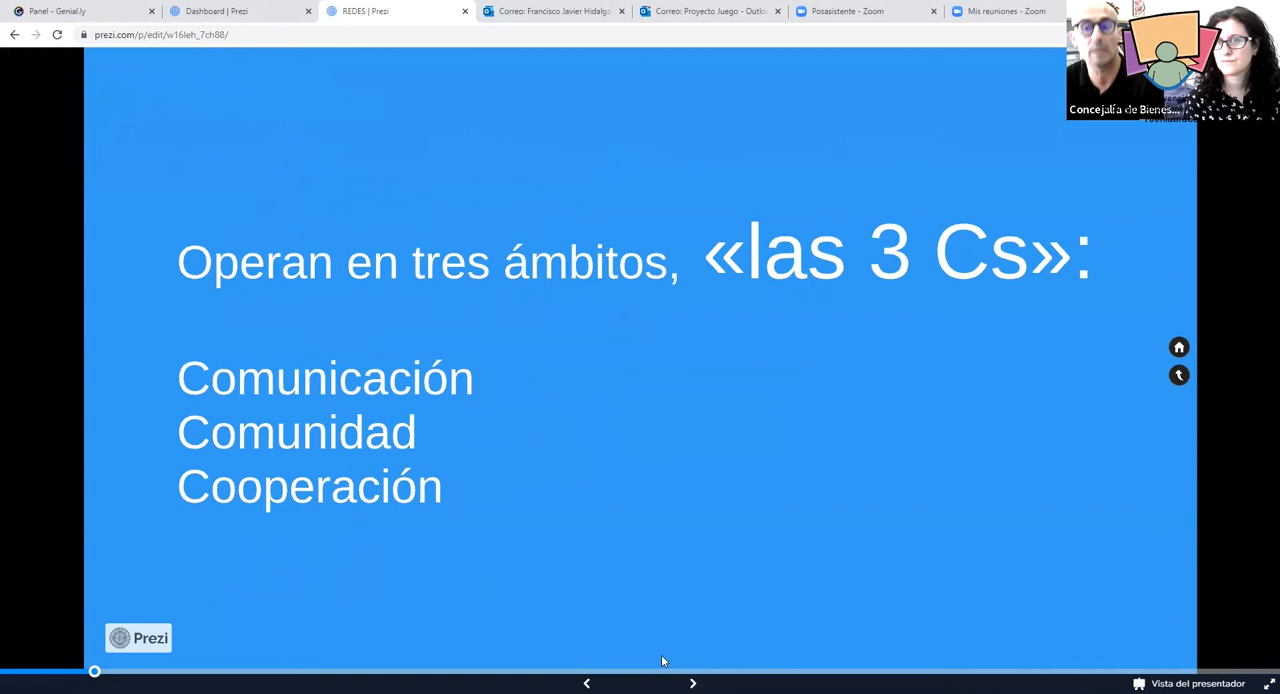 Panel - Genial.ly
Dashboard | Prezi
REDES | Prezi
Correo: Francisco Javier Hidalgo
Correo: Proyecto Juego - Outlo
Posasistente - Zoom
Mis reuniones - Zoom
prezi.com/p/edit/w16leh_7ch88/
Concejalía de Bienes...
Operan en tres ámbitos, «las 3 Cs»:
Comunicación
Comunidad
Cooperación
Prezi
Vista del presentador